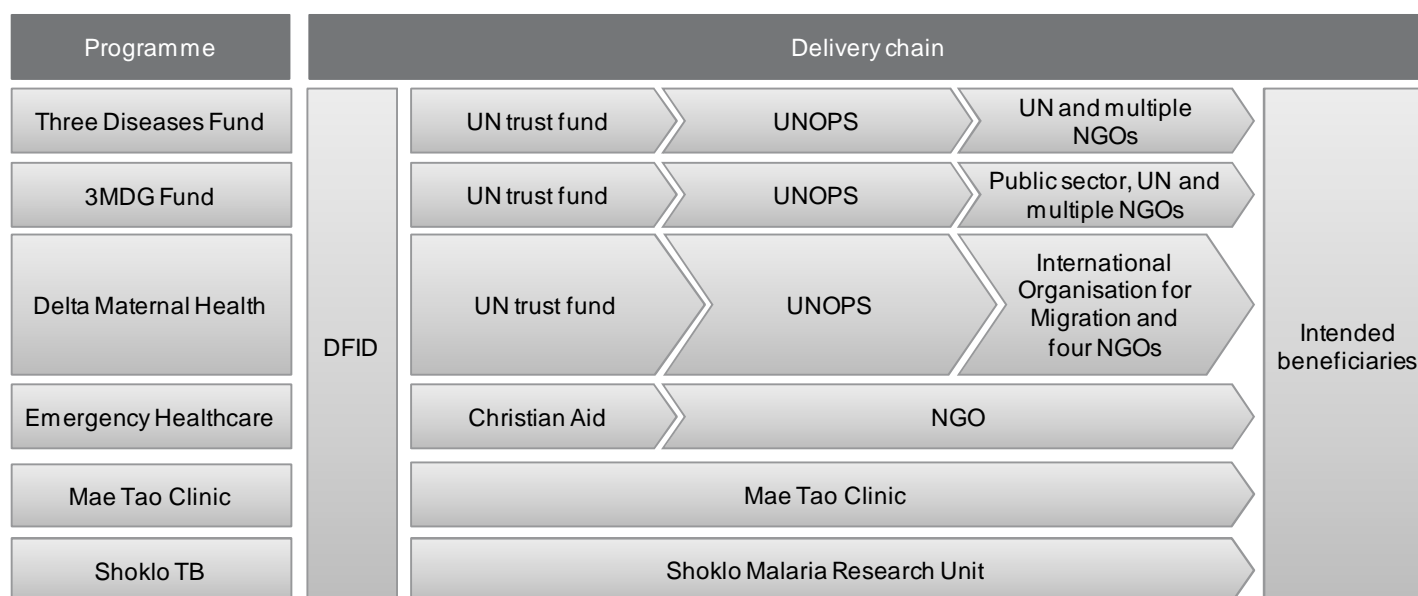 Programme
Delivery chain
Three Diseases Fund
UN trust fund
UNOPS
UN and multiple
NGOs
3MDG Fund
UN trust fund
UNOPS
Public sector, UN and
multiple NGOs
Delta Maternal Health
DFID
UN trust fund
UNOPS
International
Organisation for
Migration and
four NGOs
Intended
beneficiaries
Emergency Healthcare
Christian Aid
NGO
Mae Tao Clinic
Mae Tao Clinic
Shoklo TB
Shoklo Malaria Research Unit